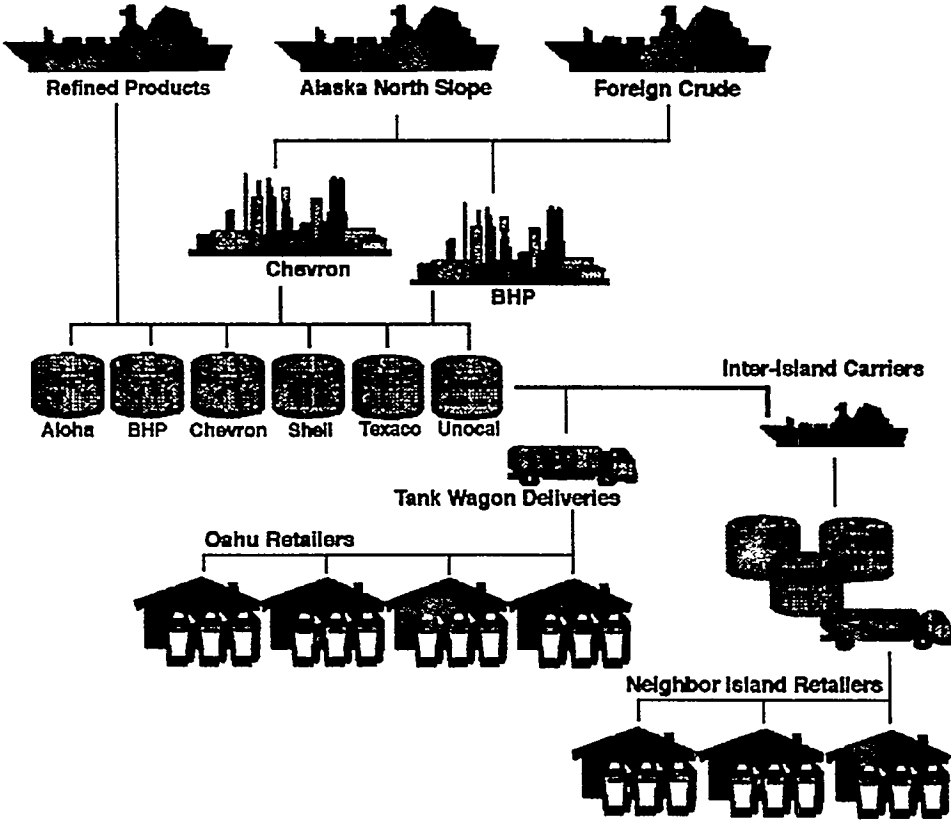 Refined Products
Alaska North Slope
Foreign Crude
Chevron
BHP
Aloha
BHP
Chevron
Shell
Texaco
Unocal
Inter-Island Carriers
Tank Wagon Deliveries
Oahu Retailers
Neighbor Island Retailers